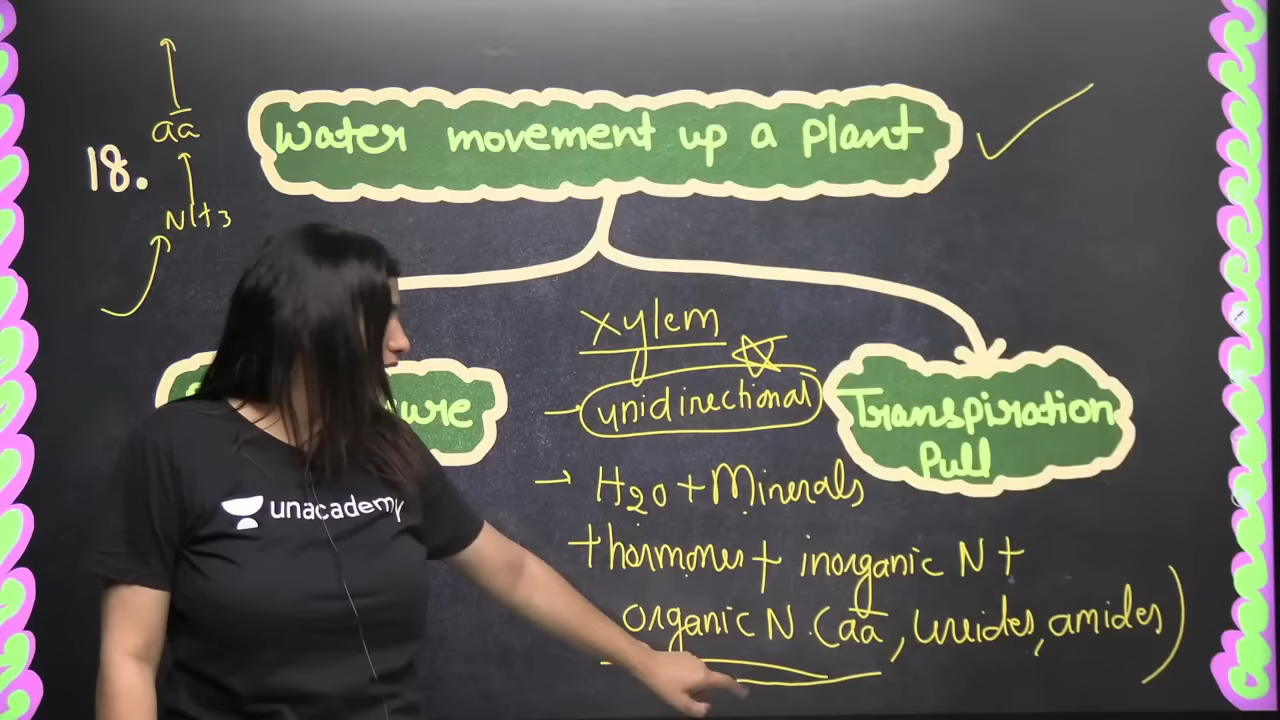 aa
18.
NH3
Water movement up a plant
xylem
unidirectional
Transpiration
Pull
→ H2O + Minerals
+ hormones + inorganic N +
organic N (aa, ureides, amides)
unacademy